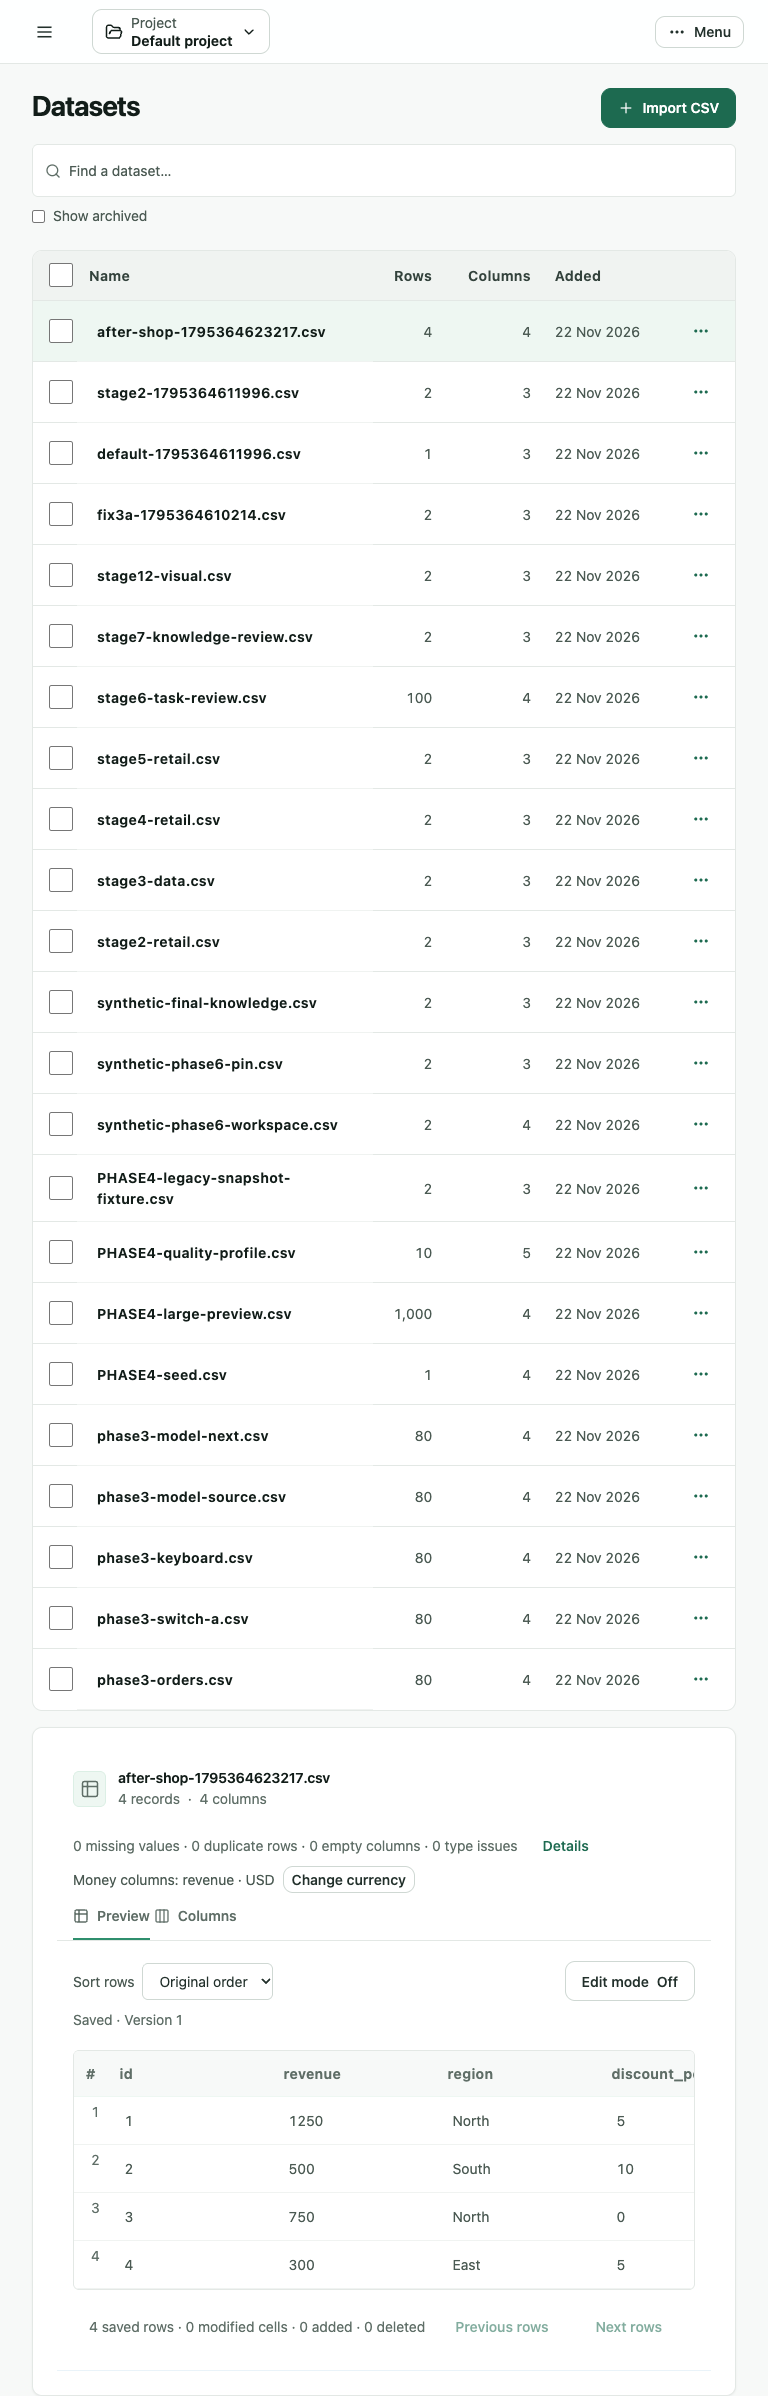 Project
Default project
Menu
Datasets
Import CSV
Find a dataset...
Show archived
Name Rows Columns Added
after-shop-1795364623217.csv 4 4 22 Nov 2026
stage2-1795364611996.csv 2 3 22 Nov 2026
default-1795364611996.csv 1 3 22 Nov 2026
fix3a-1795364610214.csv 2 3 22 Nov 2026
stage12-visual.csv 2 3 22 Nov 2026
stage7-knowledge-review.csv 2 3 22 Nov 2026
stage6-task-review.csv 100 4 22 Nov 2026
stage5-retail.csv 2 3 22 Nov 2026
stage4-retail.csv 2 3 22 Nov 2026
stage3-data.csv 2 3 22 Nov 2026
stage2-retail.csv 2 3 22 Nov 2026
synthetic-final-knowledge.csv 2 3 22 Nov 2026
synthetic-phase6-pin.csv 2 3 22 Nov 2026
synthetic-phase6-workspace.csv 2 4 22 Nov 2026
PHASE4-legacy-snapshot-
fixture.csv 2 3 22 Nov 2026
PHASE4-quality-profile.csv 10 5 22 Nov 2026
PHASE4-large-preview.csv 1,000 4 22 Nov 2026
PHASE4-seed.csv 1 4 22 Nov 2026
phase3-model-next.csv 80 4 22 Nov 2026
phase3-model-source.csv 80 4 22 Nov 2026
phase3-keyboard.csv 80 4 22 Nov 2026
phase3-switch-a.csv 80 4 22 Nov 2026
phase3-orders.csv 80 4 22 Nov 2026
after-shop-1795364623217.csv
4 records · 4 columns
0 missing values · 0 duplicate rows · 0 empty columns · 0 type issues Details
Money columns: revenue · USD Change currency
Preview Columns
Sort rows Original order Edit mode Off
Saved · Version 1
# id revenue region
1 1 1250 North 5
2 2 500 South 10
3 3 750 North 0
4 4 300 East 5
4 saved rows · 0 modified cells · 0 added · 0 deleted Previous rows Next rows